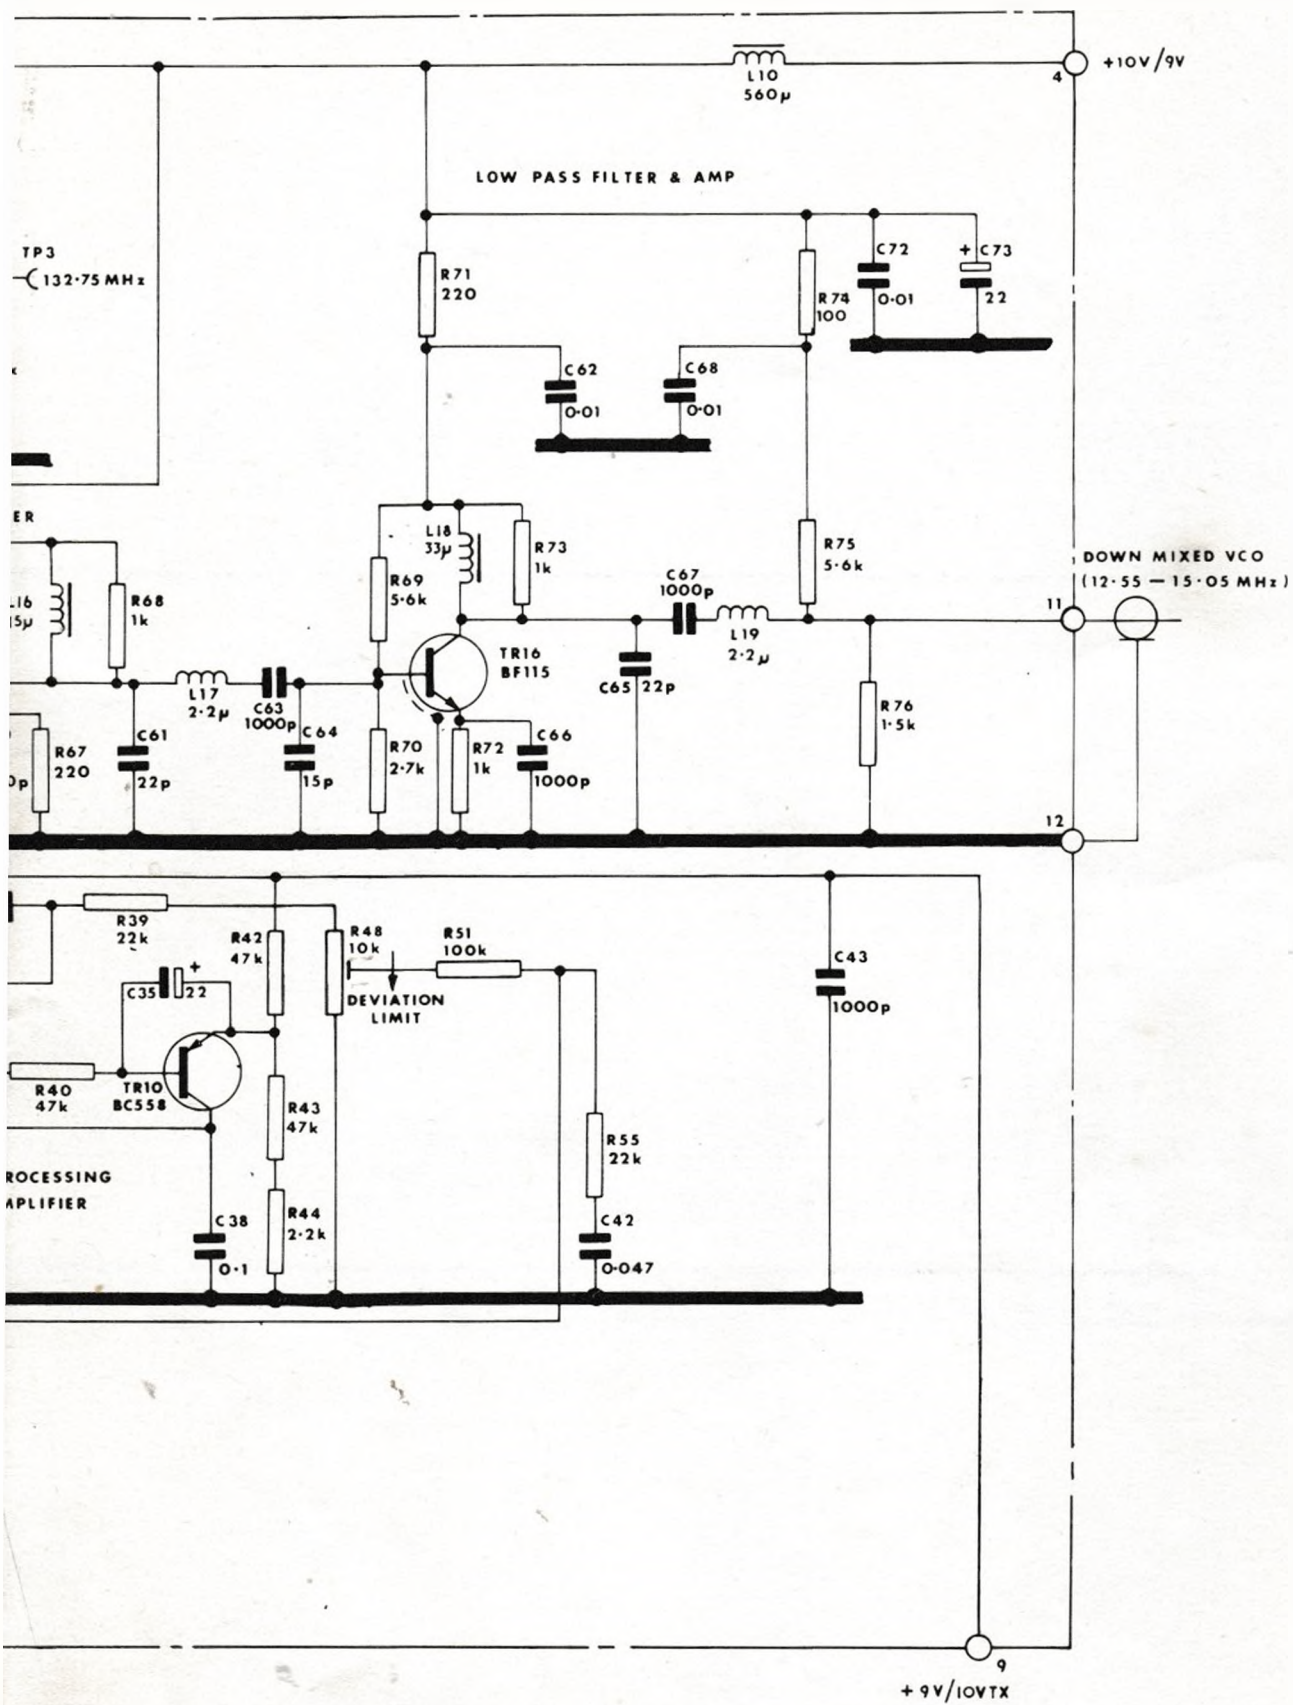 +10V/9V
4
L10
560µ
LOW PASS FILTER & AMP
TP3
132·75MHz
R71
220
C72
0·01
+ C73
22
R74
100
C62
0·01
C68
0·01
ER
L18
33µ
R73
1k
R69
5·6k
C67
1000p
R75
5·6k
DOWN MIXED VCO
(12·55 — 15·05 MHz)
11
L16
15µ
R68
1k
L19
2·2µ
TR16
BF115
C65 22p
L17
2·2µ
C63
1000p
C64
15p
R76
1·5k
R67
220
0p
C61
22p
R70
2·7k
R72
1k
C66
1000p
12
R39
22k
R42
47k
R48
10k
R51
100k
C43
1000p
C35 + 22
DEVIATION
LIMIT
R40
47k
TR10
BC558
R43
47k
R55
22k
ROCESSING
MPLIFIER
C38
0·1
R44
2·2k
C42
0·047
9
+9V/10VTX